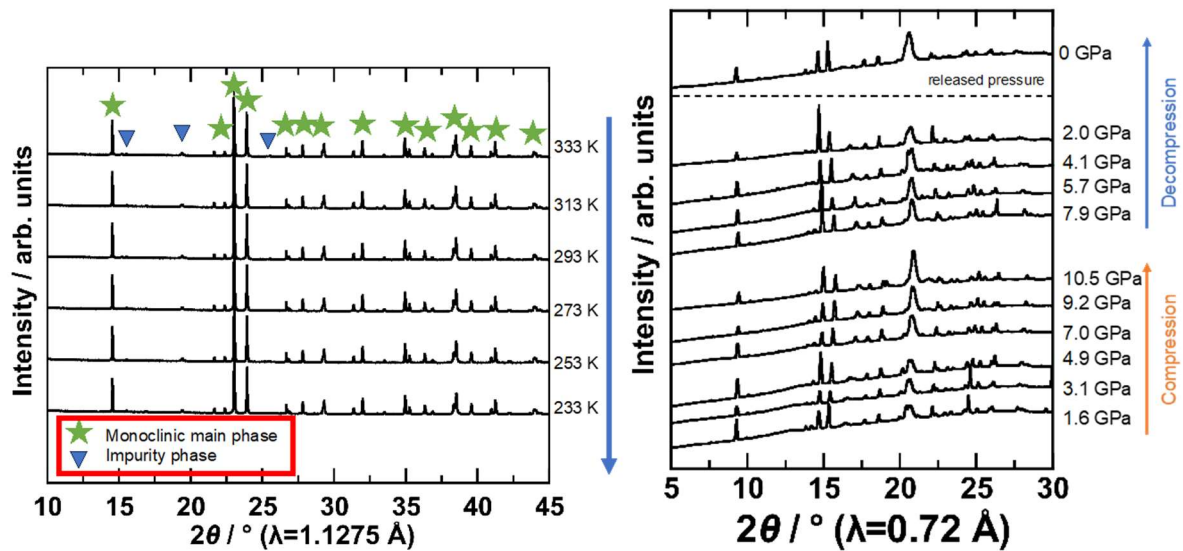 Intensity / arb. units
333 K
313 K
293 K
273 K
253 K
233 K
Monoclinic main phase
Impurity phase
10 15 20 25 30 35 40 45
2θ / ° (λ=1.1275 Å)
Intensity / arb. units
0 GPa
released pressure
2.0 GPa
4.1 GPa
5.7 GPa
7.9 GPa
10.5 GPa
9.2 GPa
7.0 GPa
4.9 GPa
3.1 GPa
1.6 GPa
Decompression
Compression
5 10 15 20 25 30
2θ / ° (λ=0.72 Å)